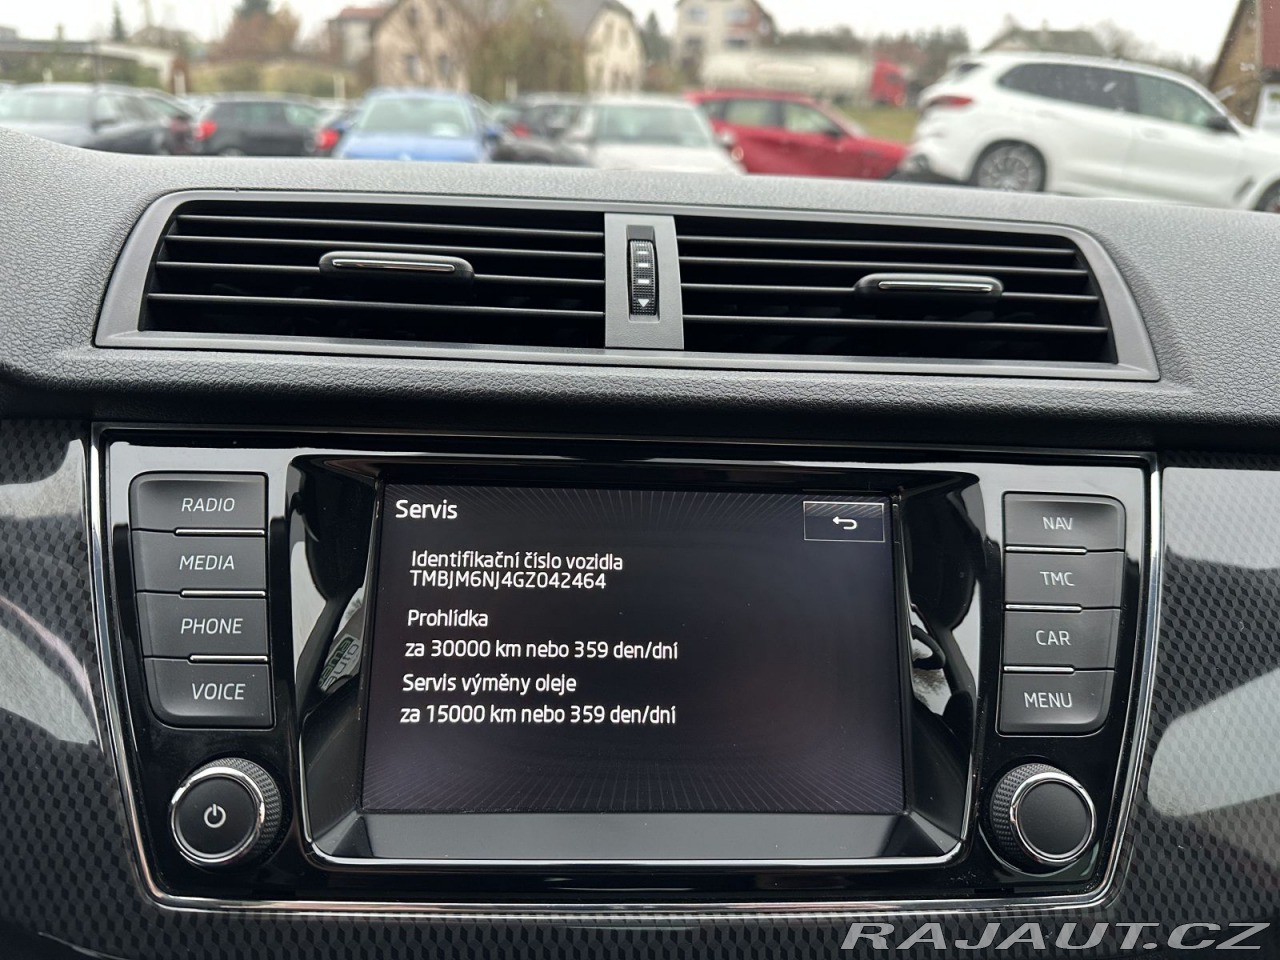 RADIO
MEDIA
PHONE
VOICE
Servis
Identifikační číslo vozidla
TMBJM6NJ4GZ042464
Prohlídka
za 30000 km nebo 359 den/dní
Servis výměny oleje
za 15000 km nebo 359 den/dní
NAV
TMC
CAR
MENU
RAJAUT.CZ